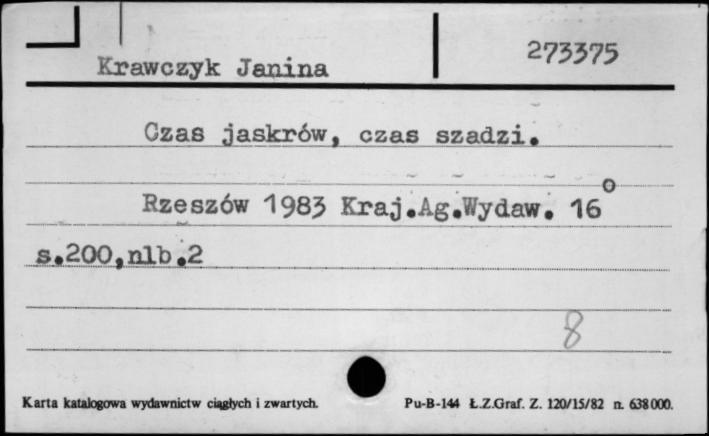 273375
Krawczyk Janina
Czas jaskrów, czas szadzi.
Rzeszów 1983 Kraj.Ag.Wydaw. 16°
s.200,nlb.2
8
Karta katalogowa wydawnictw ciągłych i zwartych. Pu-B-144 Ł.Z.Graf. Z. 120/15/82 n. 638000.